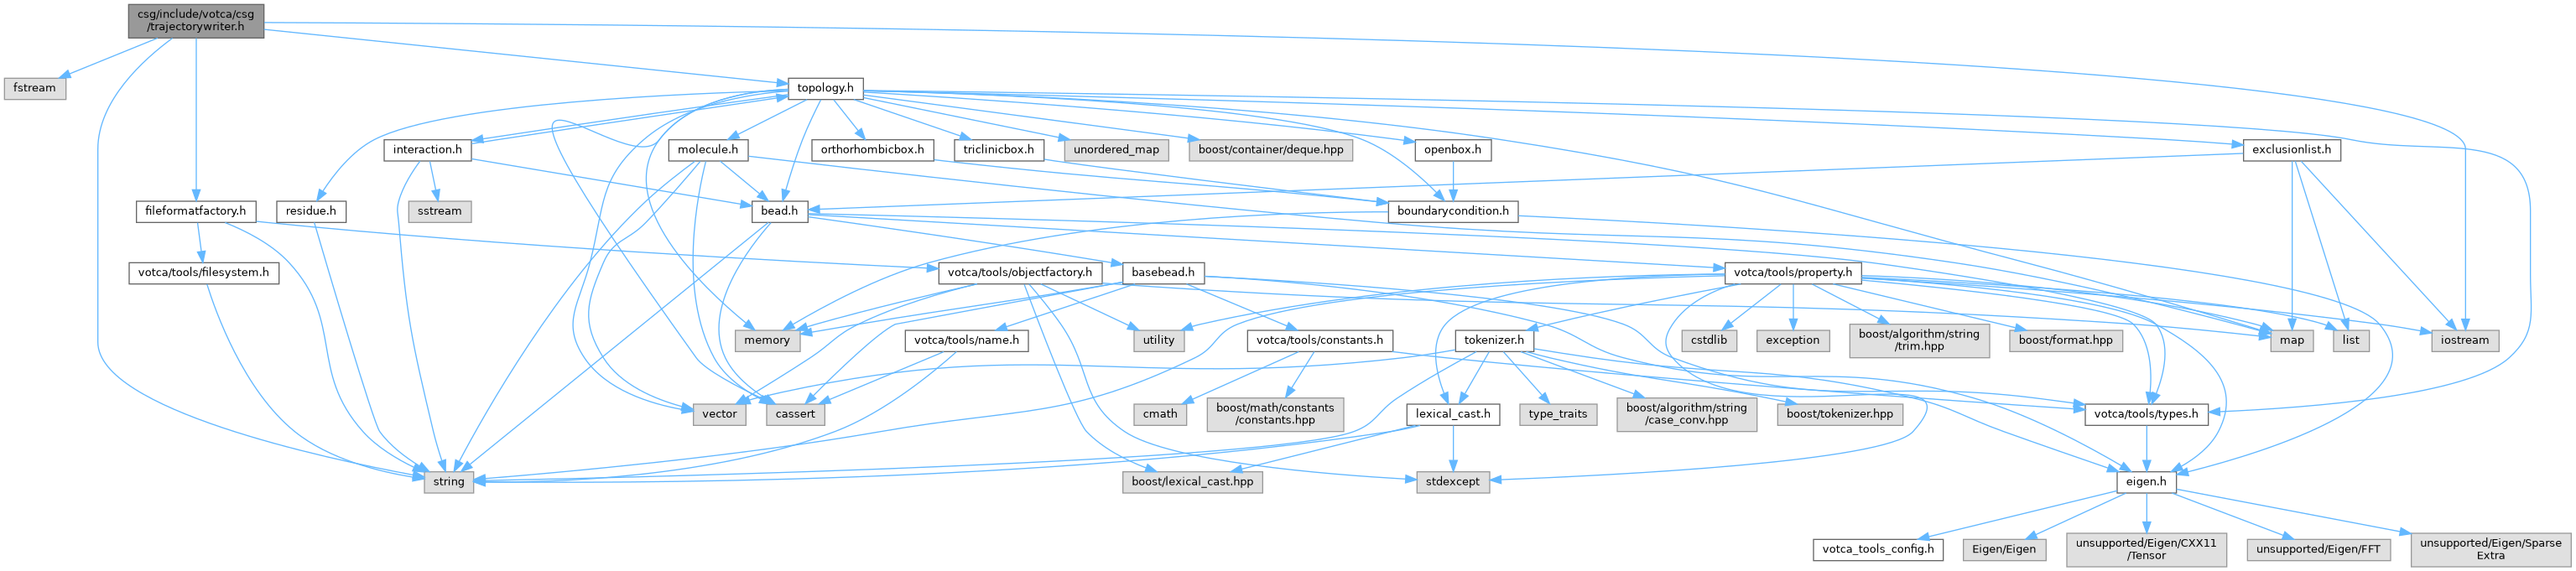 csg/include/votca/csg
/trajectorywriter.h
fstream
topology.h
interaction.h
molecule.h
orthorhombicbox.h
triclinicbox.h
unordered_map
boost/container/deque.hpp
openbox.h
exclusionlist.h
fileformatfactory.h
residue.h
sstream
bead.h
boundarycondition.h
votca/tools/filesystem.h
votca/tools/objectfactory.h
basebead.h
votca/tools/property.h
memory
votca/tools/name.h
utility
votca/tools/constants.h
tokenizer.h
cstdlib
exception
boost/algorithm/string
/trim.hpp
boost/format.hpp
map
list
iostream
vector
cassert
cmath
boost/math/constants
/constants.hpp
lexical_cast.h
type_traits
boost/algorithm/string
/case_conv.hpp
boost/tokenizer.hpp
votca/tools/types.h
string
boost/lexical_cast.hpp
stdexcept
eigen.h
votca_tools_config.h
Eigen/Eigen
unsupported/Eigen/CXX11
/Tensor
unsupported/Eigen/FFT
unsupported/Eigen/Sparse
Extra